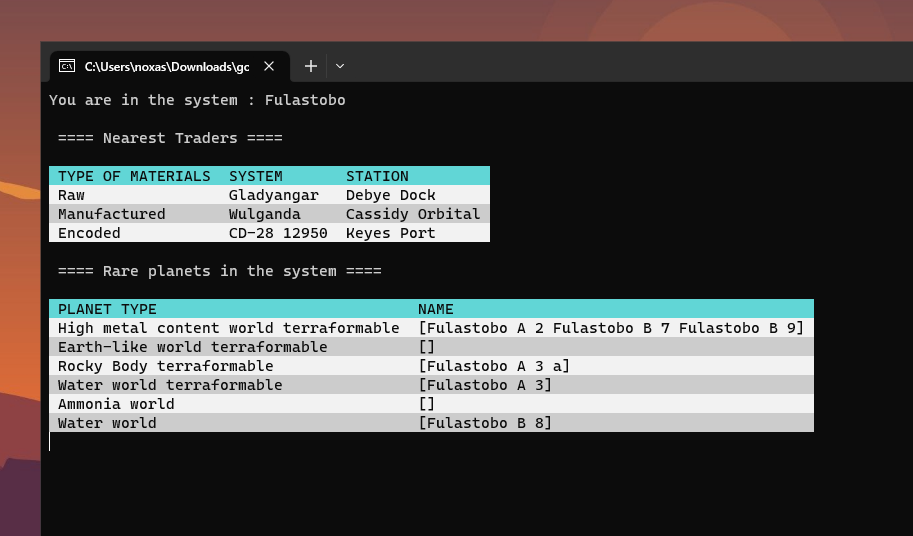 C:\Users\noxas\Downloads\gc
You are in the system : Fulastobo
==== Nearest Traders ====
TYPE OF MATERIALS SYSTEM STATION
Raw Gladyangar Debye Dock
Manufactured Wulganda Cassidy Orbital
Encoded CD-28 12950 Keyes Port
==== Rare planets in the system ====
PLANET TYPE NAME
High metal content world terraformable [Fulastobo A 2 Fulastobo B 7 Fulastobo B 9]
Earth-like world terraformable []
Rocky Body terraformable [Fulastobo A 3 a]
Water world terraformable [Fulastobo A 3]
Ammonia world []
Water world [Fulastobo B 8]